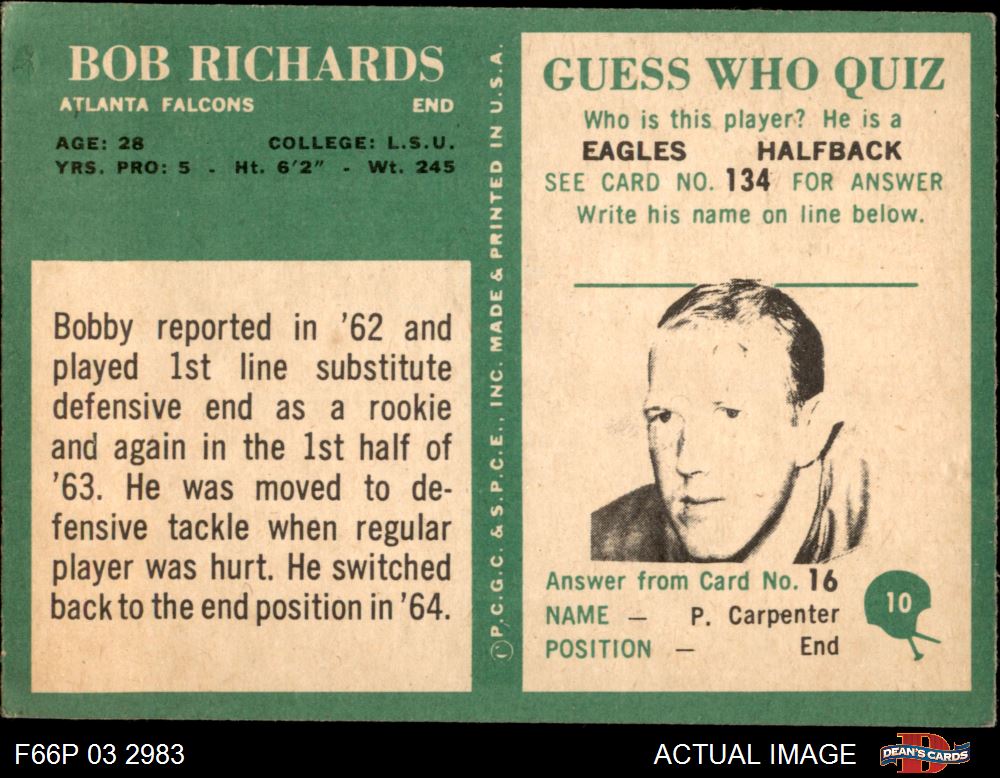 BOB RICHARDS
ATLANTA FALCONS END
AGE: 28 COLLEGE: L.S.U.
YRS. PRO: 5 - Ht. 6'2" - Wt. 245
Bobby reported in '62 and
played 1st line substitute
defensive end as a rookie
and again in the 1st half of
'63. He was moved to de-
fensive tackle when regular
player was hurt. He switched
back to the end position in '64.
Ⓒ P.C.G.C. & S.P.C.E., INC. MADE & PRINTED IN U.S.A.
GUESS WHO QUIZ
Who is this player? He is a
EAGLES HALFBACK
SEE CARD NO. 134 FOR ANSWER
Write his name on line below.
Answer from Card No. 16
NAME — P. Carpenter
POSITION — End
10
F66P 03 2983
ACTUAL IMAGE
D
DEAN'S CARDS